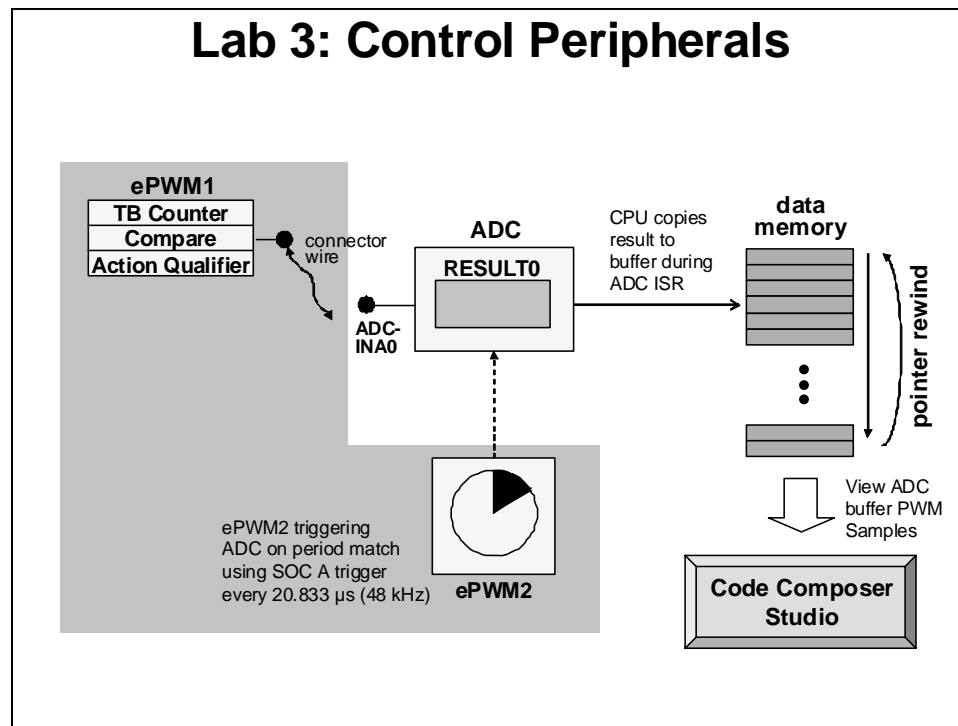 Lab 3: Control Peripherals
ePWM1
TB Counter
Compare
Action Qualifier
connector
wire
ADC-
INA0
ADC
RESULT0
CPU copies
result to
buffer during
ADC ISR
data
memory
pointer rewind
ePWM2 triggering
ADC on period match
using SOC A trigger
every 20.833 µs (48 kHz)
ePWM2
View ADC
buffer PWM
Samples
Code Composer
Studio